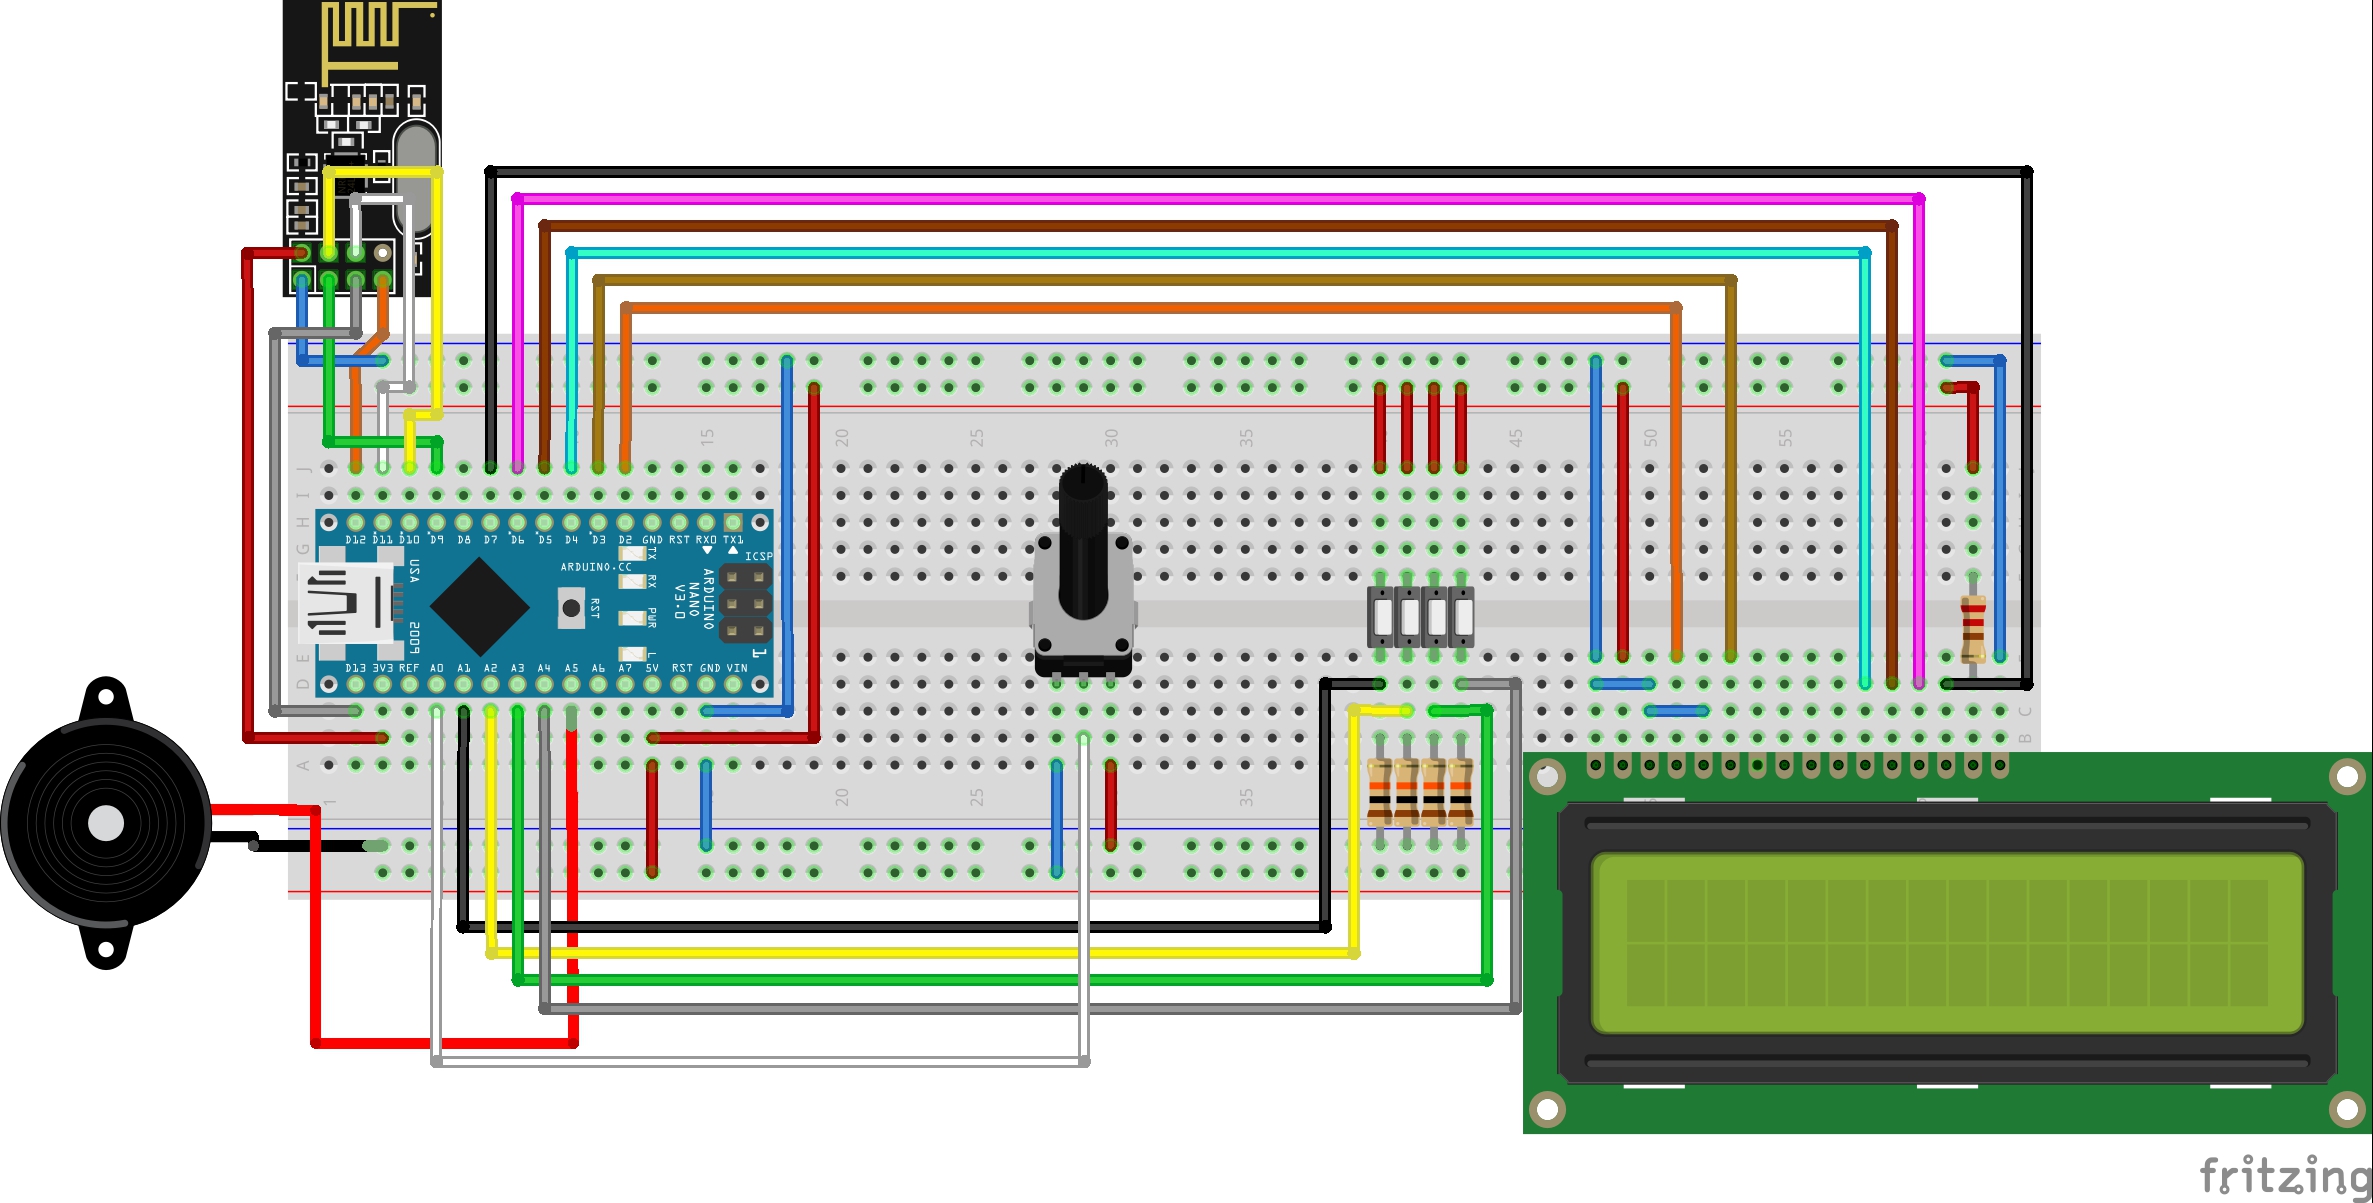 15 20 25 30 35 45 50 55
J
I
H
G
D12 D11 D10 D9 D8 D7 D6 D5 D4 D3 D2 GND RST RX0 TX1
ICSP
TX
RX
PWR
L
ARDUINO.CC
RST
USA
2009
ARDUINO
NANO
V3.0
1
D13 3V3 REF A0 A1 A2 A3 A4 A5 A6 A7 5V RST GND VIN
E
D
C
B
A
1 20 25 35
fritzing